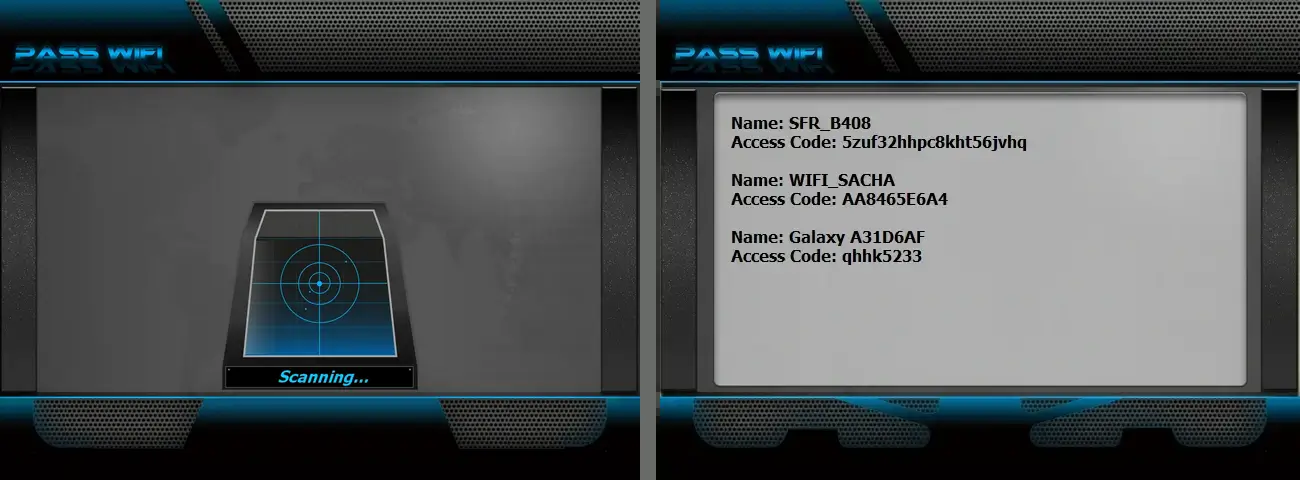 PASS WIFI
Scanning...
PASS WIFI
Name: SFR_B408
Access Code: 5zuf32hhpc8kht56jvhq
Name: WIFI_SACHA
Access Code: AA8465E6A4
Name: Galaxy A31D6AF
Access Code: qhhk5233